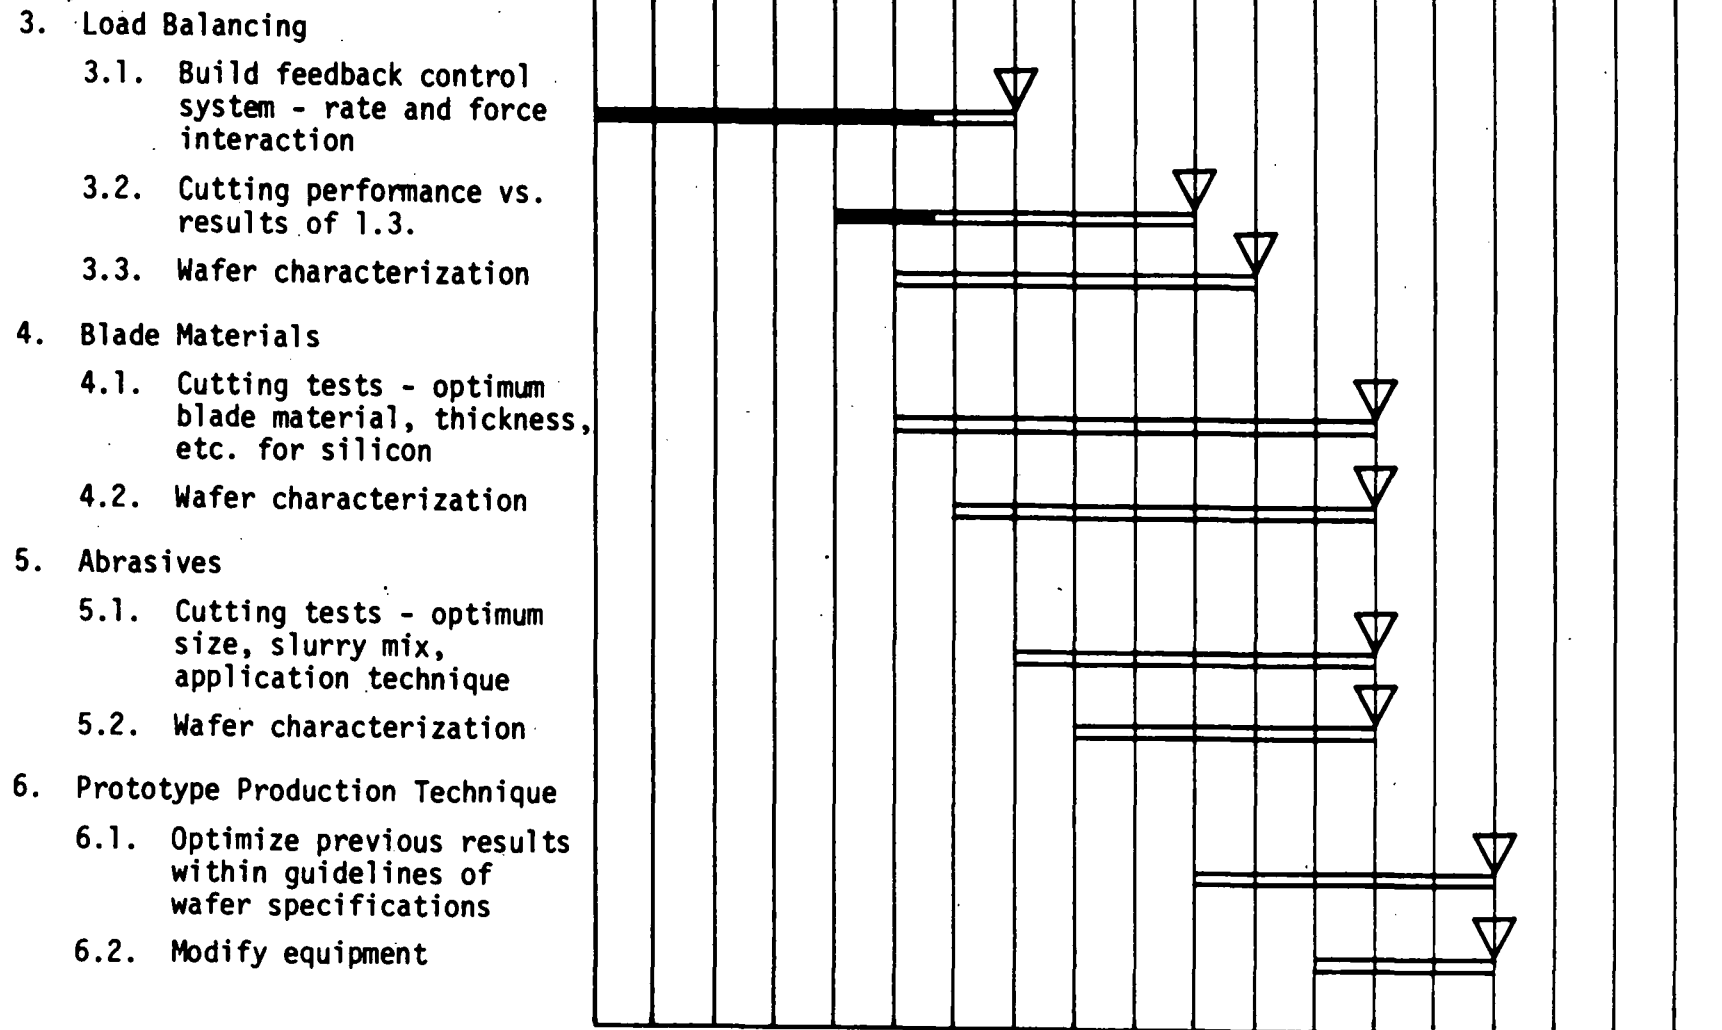 3. Load Balancing
3.1. Build feedback control
system - rate and force
interaction
3.2. Cutting performance vs.
results of 1.3.
3.3. Wafer characterization
4. Blade Materials
4.1. Cutting tests - optimum
blade material, thickness,
etc. for silicon
4.2. Wafer characterization
5. Abrasives
5.1. Cutting tests - optimum
size, slurry mix,
application technique
5.2. Wafer characterization
6. Prototype Production Technique
6.1. Optimize previous results
within guidelines of
wafer specifications
6.2. Modify equipment